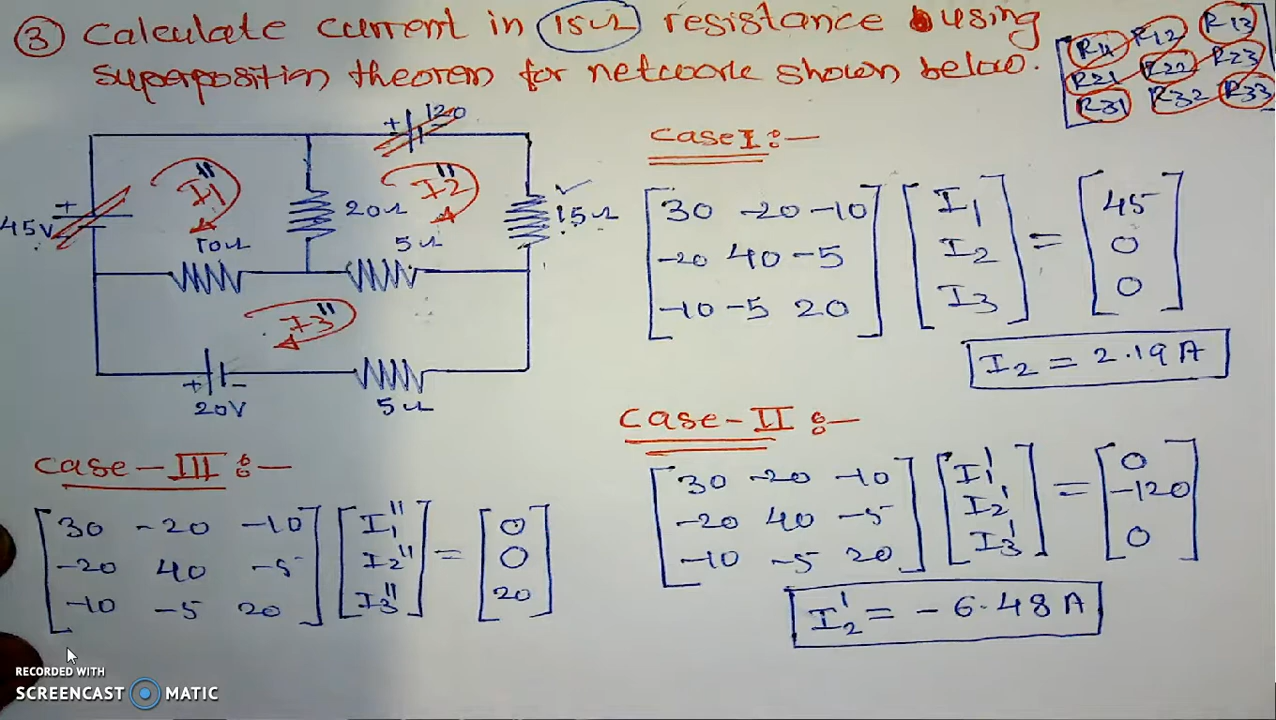 ③ Calculate current in 15Ω resistance using
superposition theorem for network shown below.
R11 R12 R13
R21 R22 R23
R31 R32 R33
+ 120
45V +
I1"
I2"
20Ω
15Ω
10Ω
5Ω
I3"
+ -
20V
5Ω
Case I :-
[30 -20 -10] [I1] = [45]
[-20 40 -5] [I2] [0]
[-10 -5 20] [I3] [0]
I2 = 2.19 A
Case-II :-
[30 -20 -10] [I1'] = [0]
[-20 40 -5] [I2'] [-120]
[-10 -5 20] [I3'] [0]
I2' = -6.48 A
Case-III :-
[30 -20 -10] [I1"] = [0]
[-20 40 -5] [I2"] [0]
[-10 -5 20] [I3"] [20]
RECORDED WITH
SCREENCAST MATIC